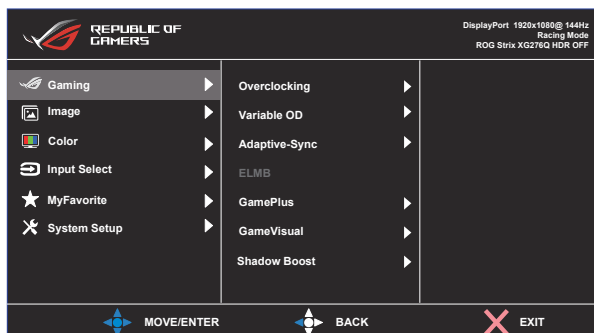 REPUBLIC OF
GAMERS
DisplayPort 1920x1080@ 144Hz
Racing Mode
ROG Strix XG276Q HDR OFF
Gaming
Image
Color
Input Select
MyFavorite
System Setup
Overclocking
Variable OD
Adaptive-Sync
ELMB
GamePlus
GameVisual
Shadow Boost
MOVE/ENTER
BACK
EXIT